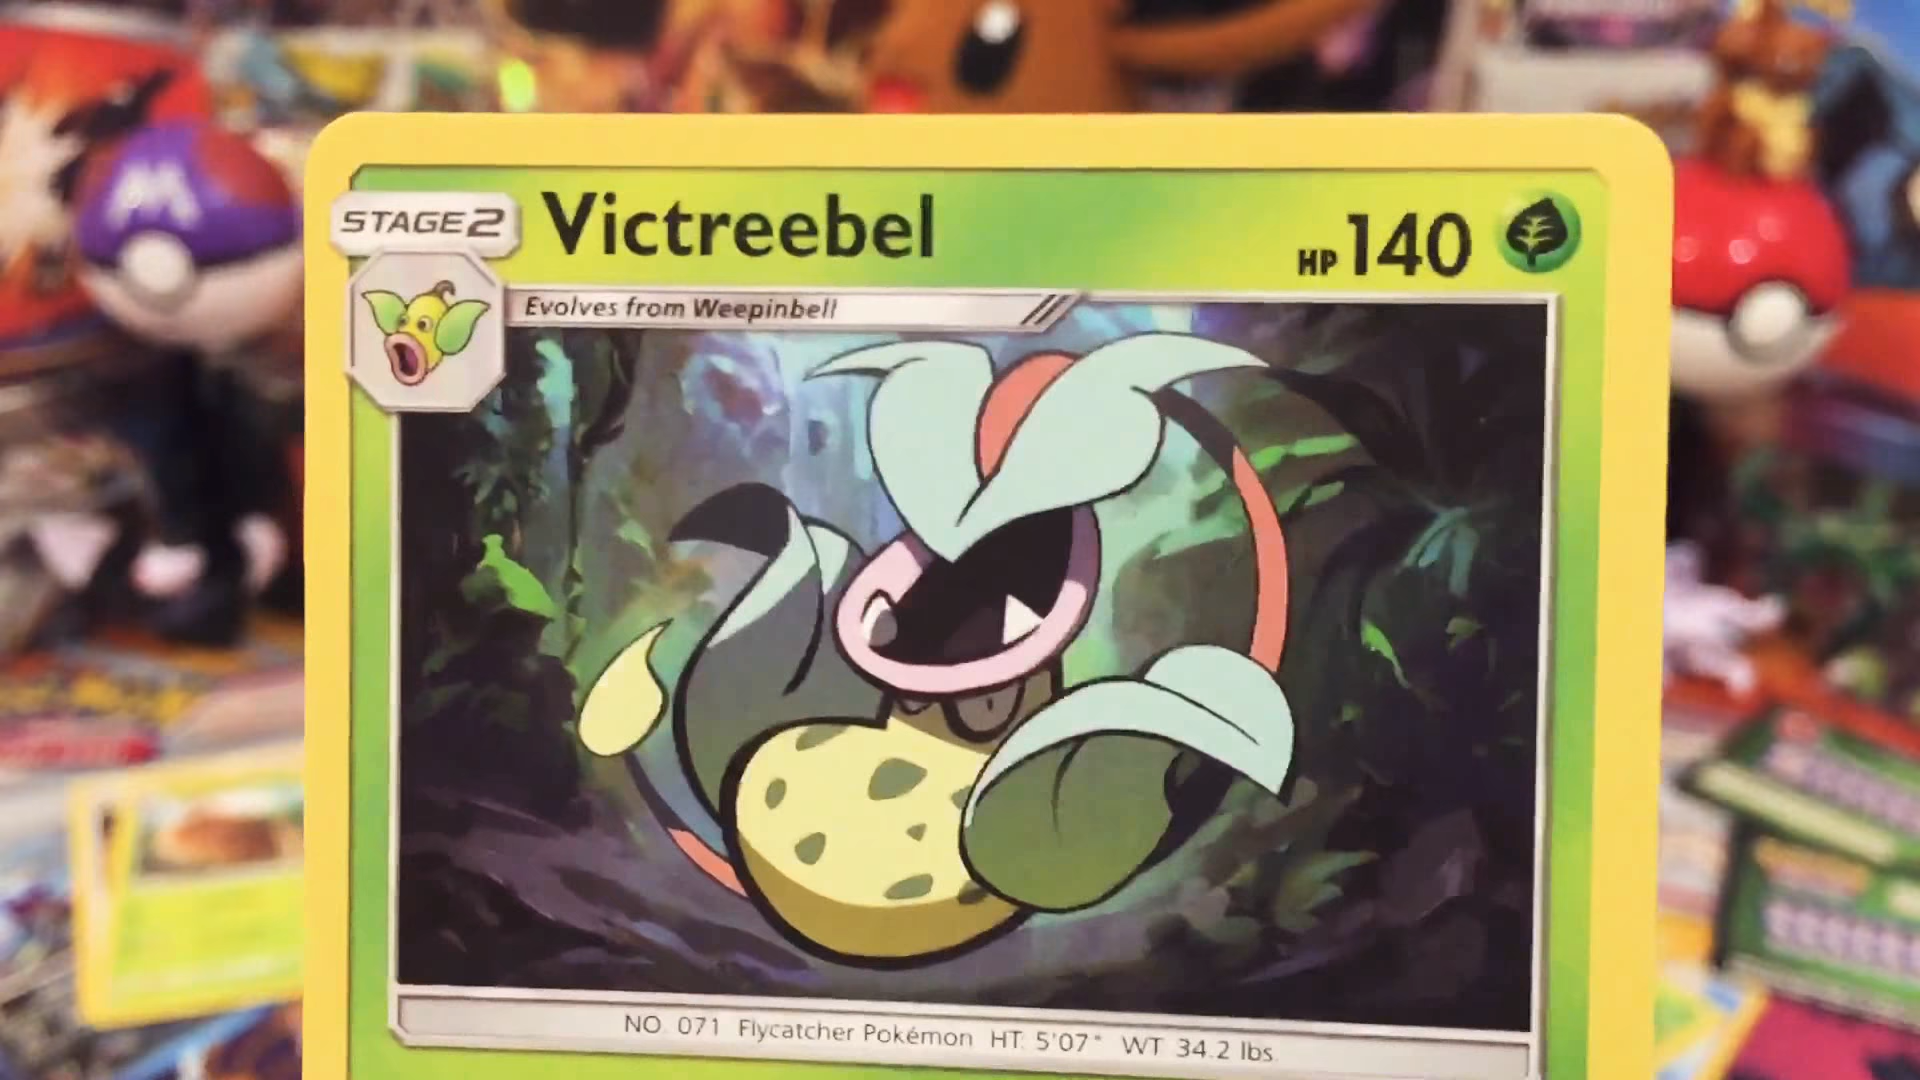 STAGE2 Victreebel HP 140
Evolves from Weepinbell
NO. 071 Flycatcher Pokémon HT: 5'07" WT: 34.2 lbs.
M